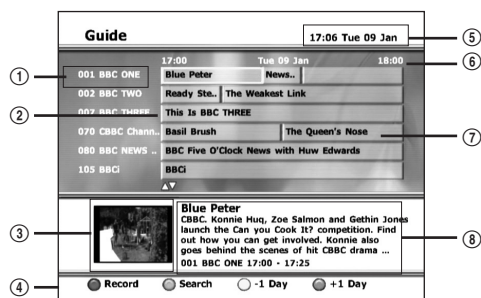 Guide
17:06 Tue 09 Jan
5
17:00 Tue 09 Jan 18:00
6
1
001 BBC ONE Blue Peter News..
002 BBC TWO Ready Ste.. The Weakest Link
2
007 BBC THREE This Is BBC THREE
070 CBBC Chann.. Basil Brush The Queen's Nose
7
080 BBC NEWS .. BBC Five O'Clock News with Huw Edwards
105 BBCi BBCi
Blue Peter
CBBC. Konnie Huq, Zoe Salmon and Gethin Jones
launch the Can you Cook It? competition. Find
out how you can get involved. Konnie also
goes behind the scenes of hit CBBC drama ...
001 BBC ONE 17:00 - 17:25
3
8
4
Record Search -1 Day +1 Day